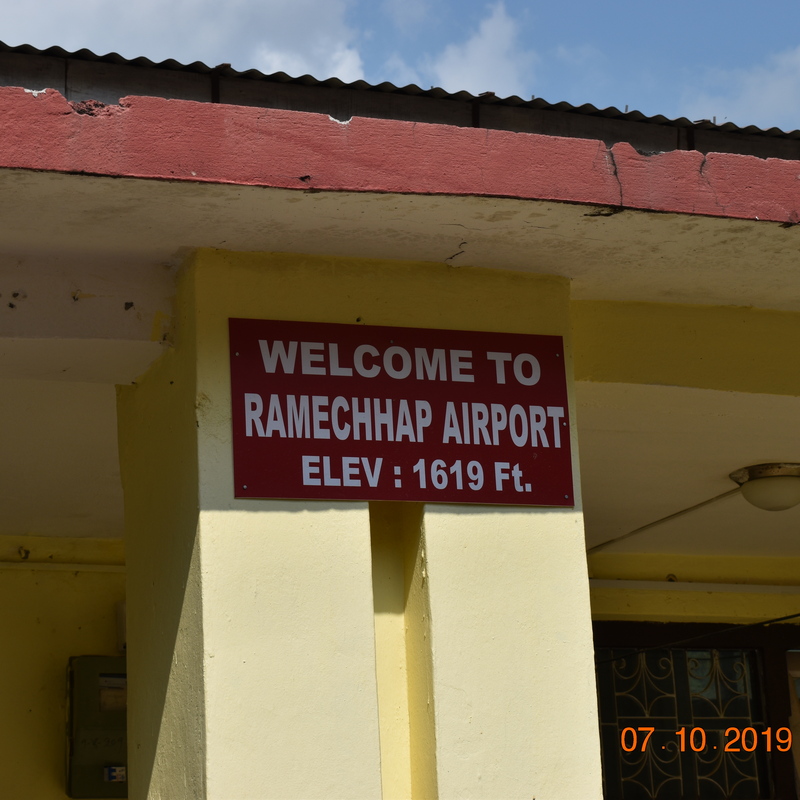 WELCOME TO
RAMECHHAP AIRPORT
ELEV : 1619 Ft.
07.10.2019